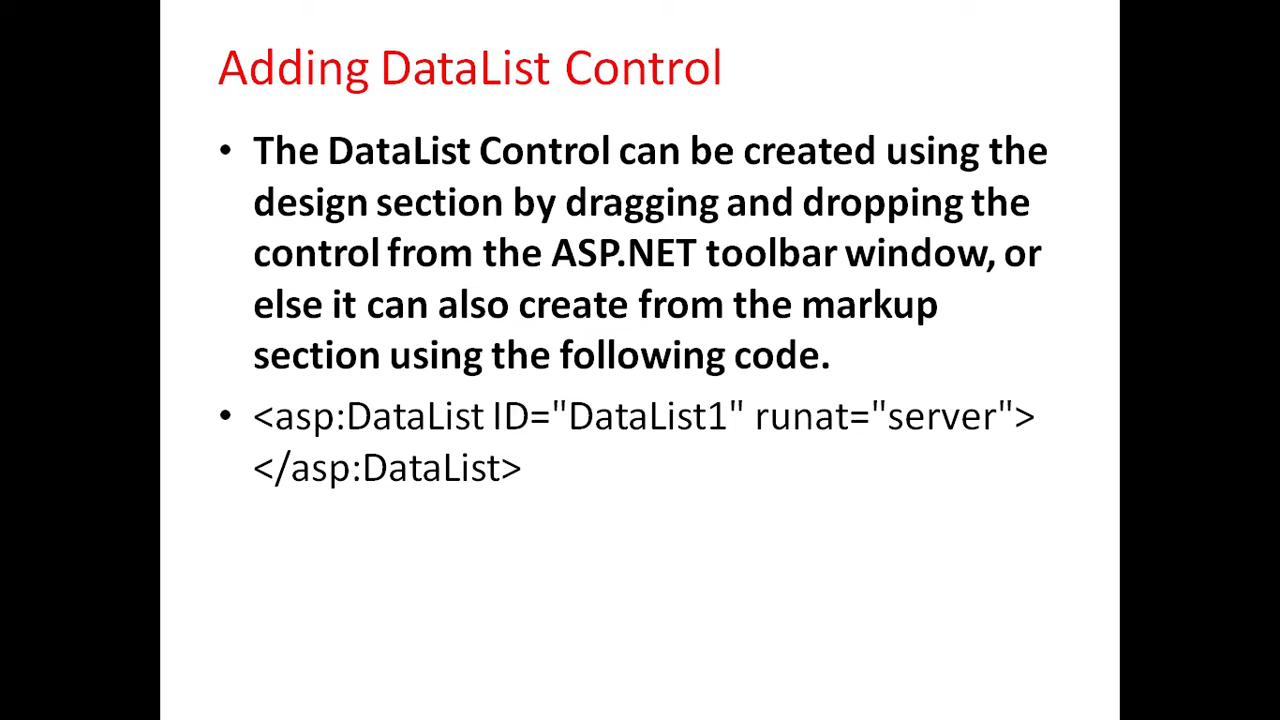 Adding DataList Control
• The DataList Control can be created using the
design section by dragging and dropping the
control from the ASP.NET toolbar window, or
else it can also create from the markup
section using the following code.
• <asp:DataList ID="DataList1" runat="server">
</asp:DataList>